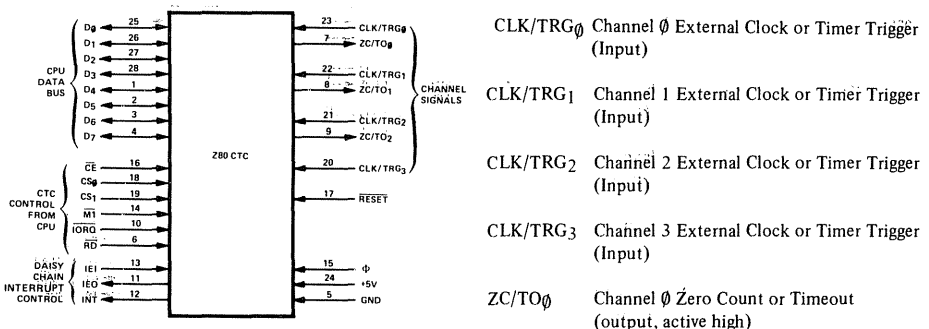 25 D0
26 D1
27 D2
28 D3
1 D4
2 D5
3 D6
4 D7
CPU
DATA
BUS
16 CE
18 CS0
19 CS1
14 M1
10 IORQ
6 RD
CTC
CONTROL
FROM
CPU
13 IEI
11 IEO
12 INT
DAISY
CHAIN
INTERRUPT
CONTROL
Z80 CTC
23 CLK/TRG0
7 ZC/TO0
22 CLK/TRG1
8 ZC/TO1
21 CLK/TRG2
9 ZC/TO2
20 CLK/TRG3
CHANNEL
SIGNALS
17 RESET
15 Φ
24 +5V
5 GND
CLK/TRGØ Channel Ø External Clock or Timer Trigger
(Input)
CLK/TRG1 Channel 1 External Clock or Timer Trigger
(Input)
CLK/TRG2 Channel 2 External Clock or Timer Trigger
(Input)
CLK/TRG3 Channel 3 External Clock or Timer Trigger
(Input)
ZC/TOØ Channel Ø Zero Count or Timeout
(output, active high)